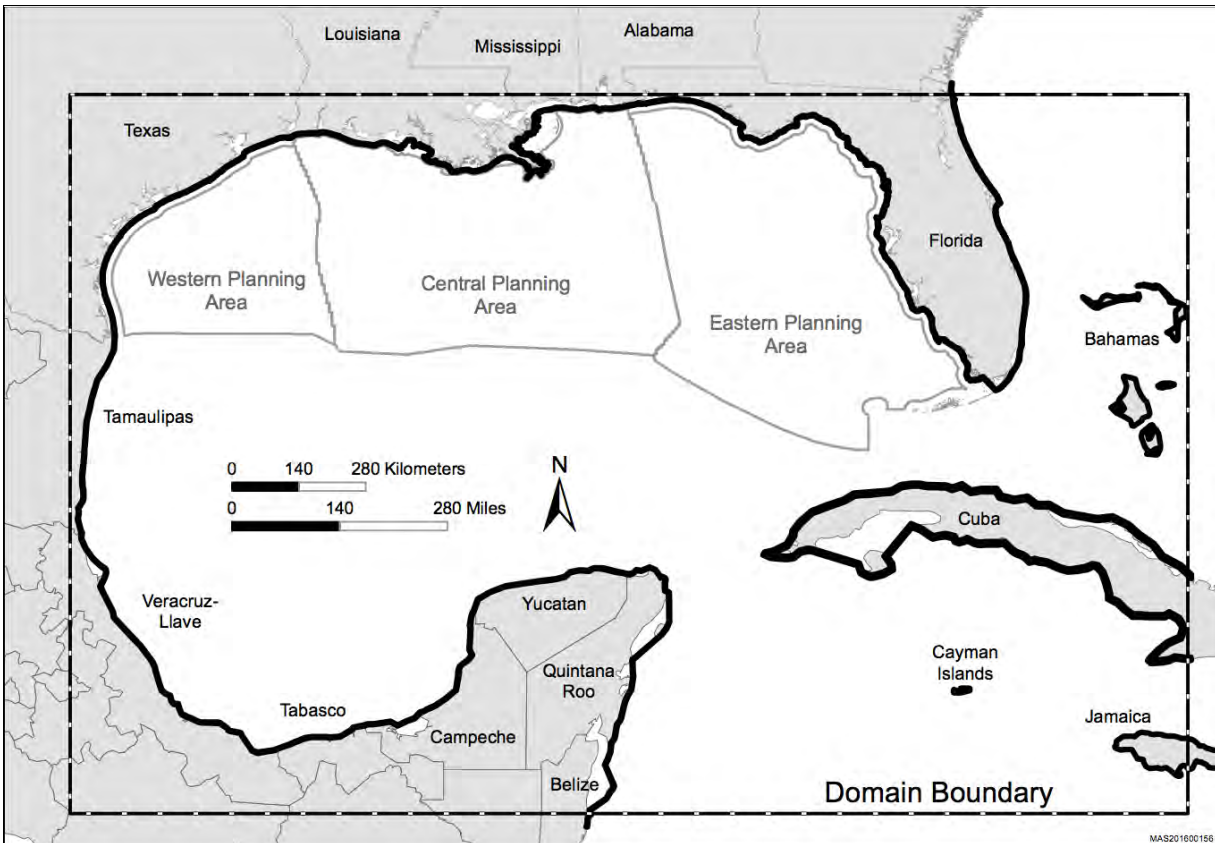 Louisiana
Mississippi
Alabama
Texas
Florida
Western Planning
Area
Central Planning
Area
Eastern Planning
Area
Bahamas
Tamaulipas
0 140 280 Kilometers
0 140 280 Miles
N
Cuba
Veracruz-
Llave
Yucatan
Quintana
Roo
Cayman
Islands
Tabasco
Campeche
Jamaica
Belize
Domain Boundary
MAS201600156